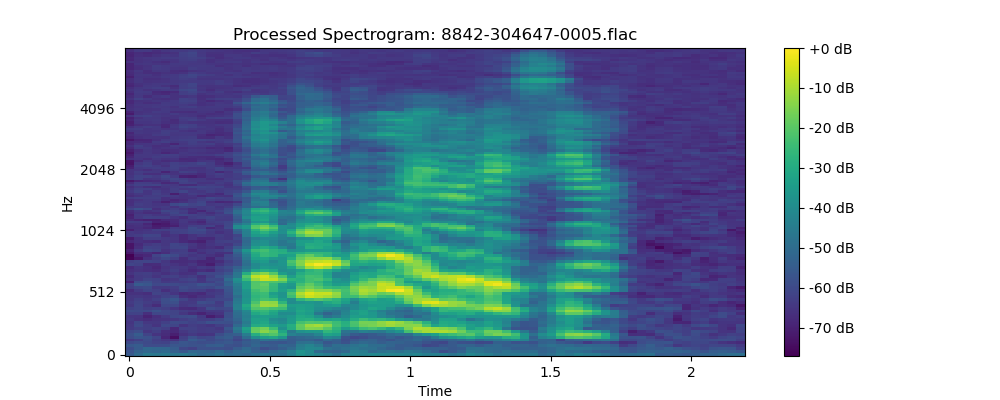 Processed Spectrogram: 8842-304647-0005.flac
Hz
4096
2048
1024
512
0
0
0.5
1
1.5
2
Time
+0 dB
-10 dB
-20 dB
-30 dB
-40 dB
-50 dB
-60 dB
-70 dB